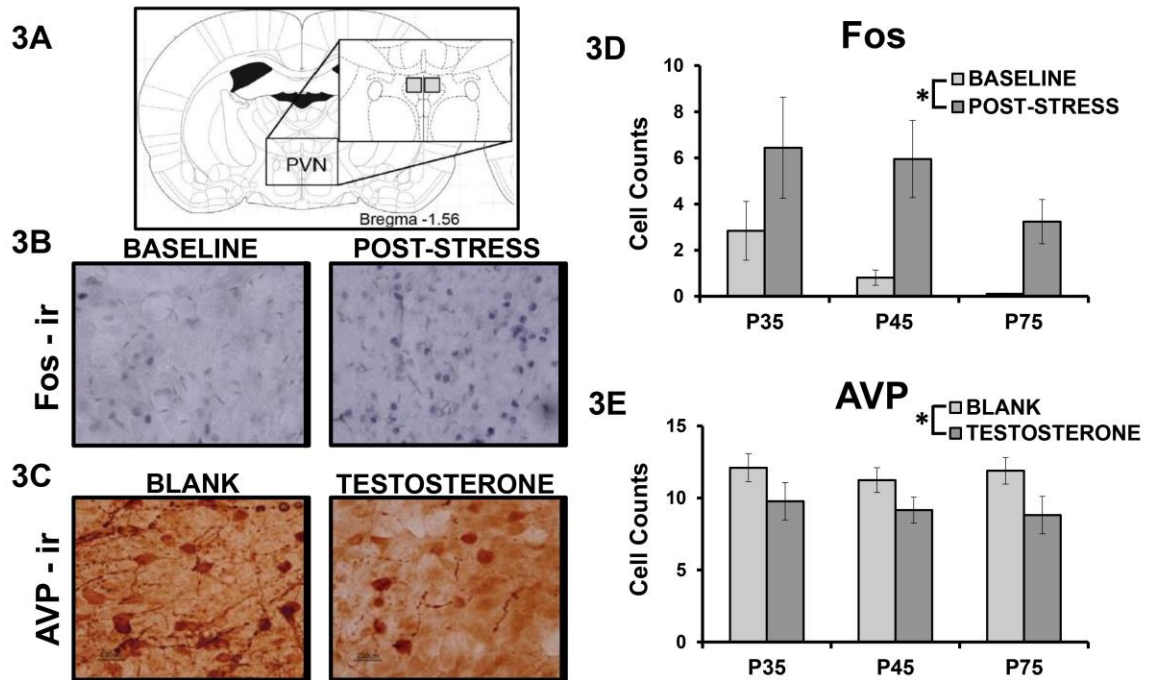 3A
PVN
Bregma -1.56
3B
BASELINE
POST-STRESS
Fos - ir
3C
BLANK
TESTOSTERONE
AVP - ir
3D
Fos
BASELINE
POST-STRESS
*
Cell Counts
10
8
6
4
2
0
P35 P45 P75
3E
AVP
BLANK
TESTOSTERONE
*
Cell Counts
15
10
5
0
P35 P45 P75